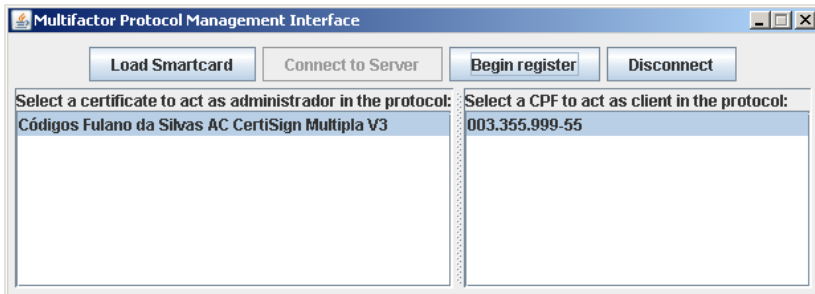 Multifactor Protocol Management Interface
Load Smartcard Connect to Server Begin register Disconnect
Select a certificate to act as administrador in the protocol:
Códigos Fulano da Silvas AC CertiSign Multipla V3
Select a CPF to act as client in the protocol:
003.355.999-55